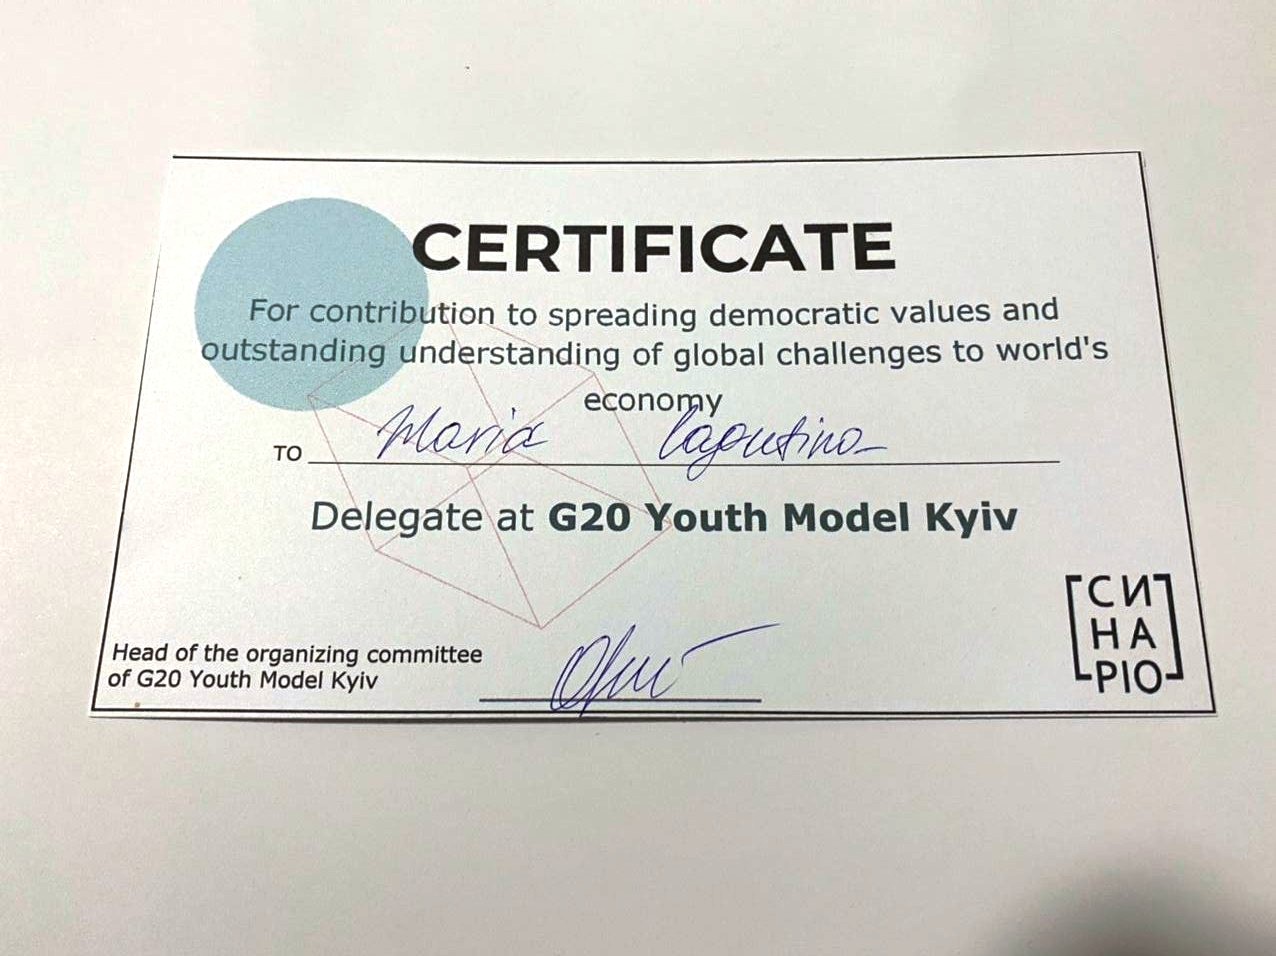 CERTIFICATE
For contribution to spreading democratic values and
outstanding understanding of global challenges to world's
economy
TO Maria Lagoutina
Delegate at G20 Youth Model Kyiv
Head of the organizing committee
of G20 Youth Model Kyiv
СИ
НА
РІО